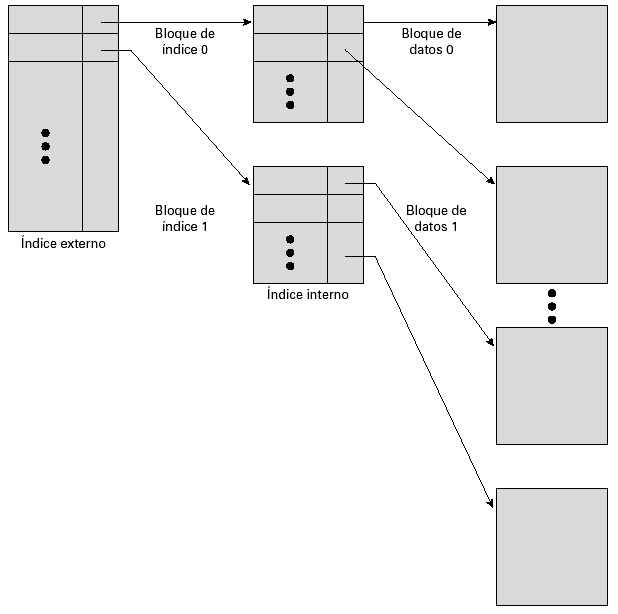 Bloque de
índice 0
Bloque de
datos 0
Bloque de
índice 1
Bloque de
datos 1
Índice externo
Índice interno